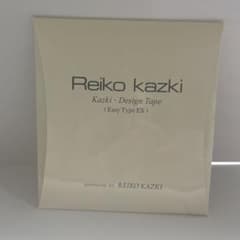 Reiko kazki
Kazki - Design Tape
( Easy Type EX )
REIKO KAZKI